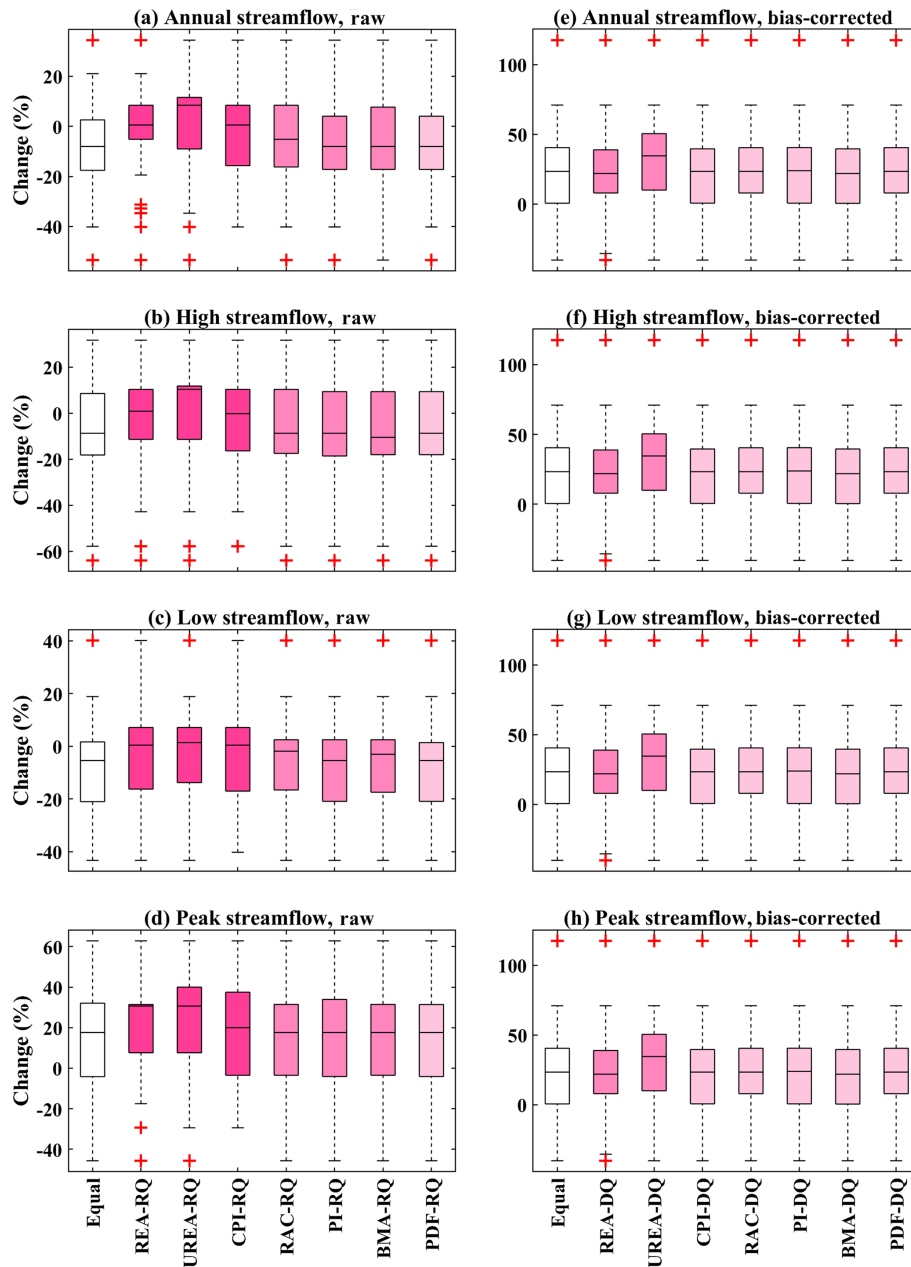 (a) Annual streamflow, raw
Change (%)
20
0
-20
-40
(e) Annual streamflow, bias-corrected
100
50
0
(b) High streamflow, raw
Change (%)
20
0
-20
-40
-60
(f) High streamflow, bias-corrected
100
50
0
(c) Low streamflow, raw
Change (%)
40
20
0
-20
-40
(g) Low streamflow, bias-corrected
100
50
0
(d) Peak streamflow, raw
Change (%)
60
40
20
0
-20
-40
Equal
REA-RQ
UREA-RQ
CPI-RQ
RAC-RQ
PI-RQ
BMA-RQ
PDF-RQ
(h) Peak streamflow, bias-corrected
100
50
0
Equal
REA-DQ
UREA-DQ
CPI-DQ
RAC-DQ
PI-DQ
BMA-DQ
PDF-DQ